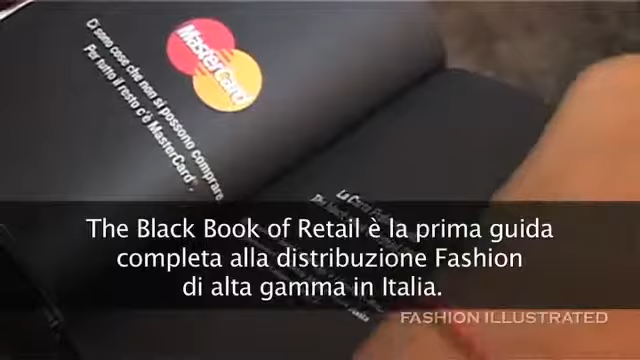 MasterCard
Ci sono cose che non si possono comprare.
Per tutto il resto c'è MasterCard.
The Black Book of Retail è la prima guida
completa alla distribuzione Fashion
di alta gamma in Italia.
FASHION ILLUSTRATED